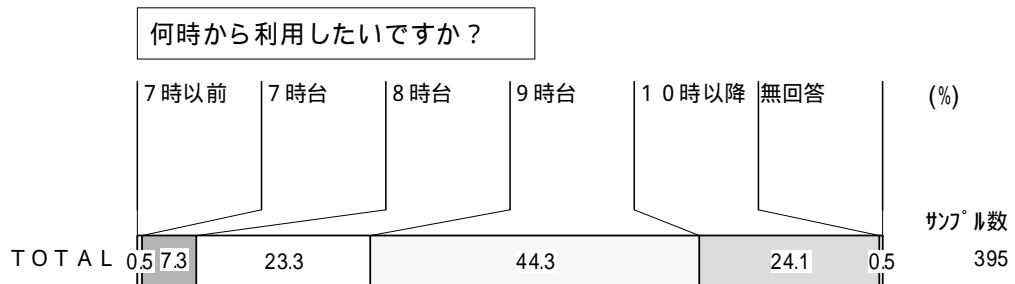 何時から利用したいですか？
７時以前 ７時台 ８時台 ９時台 １０時以降 無回答 (%)
ｻﾝﾌﾟﾙ数
ＴＯＴＡＬ 0.5 7.3 23.3 44.3 24.1 0.5 395